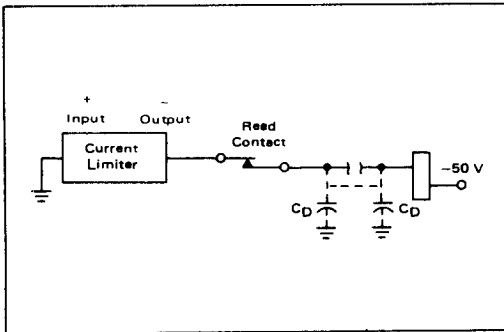 +
−
Input
Output
Reed
Contact
Current
Limiter
−50 V
CD
CD